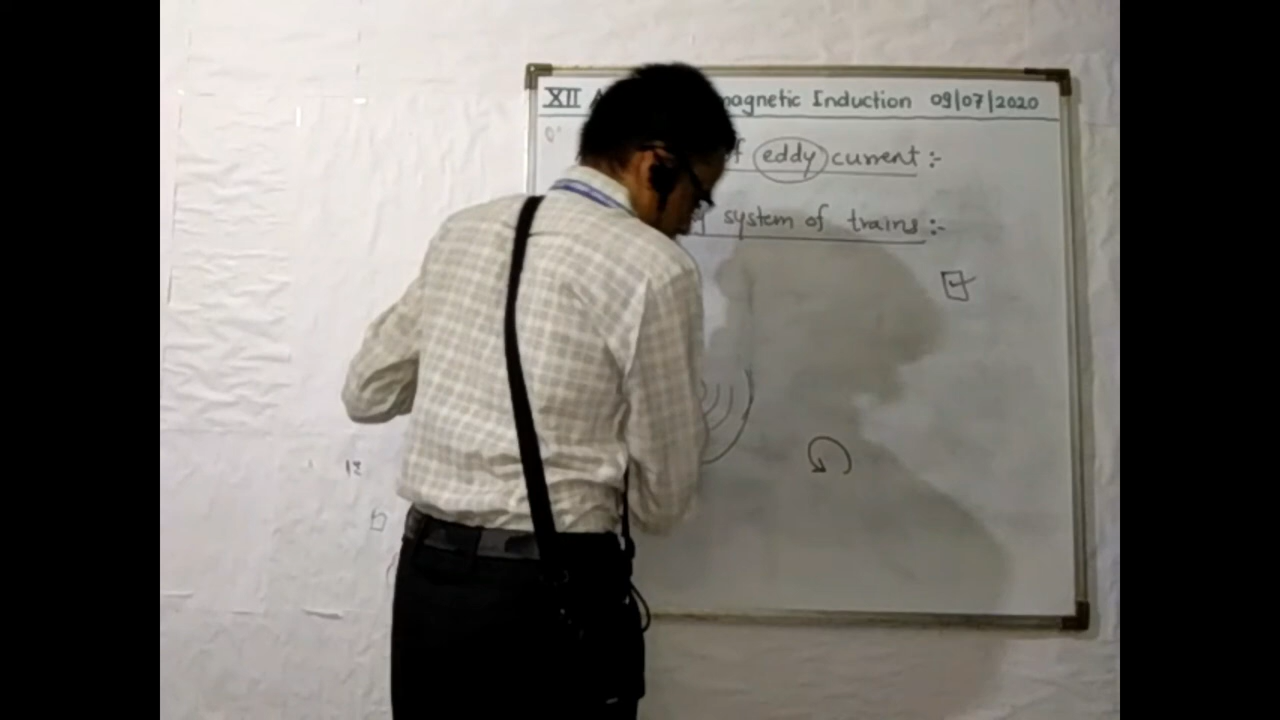 XII magnetic Induction 09/07/2020
of eddy current :-
system of trains :-